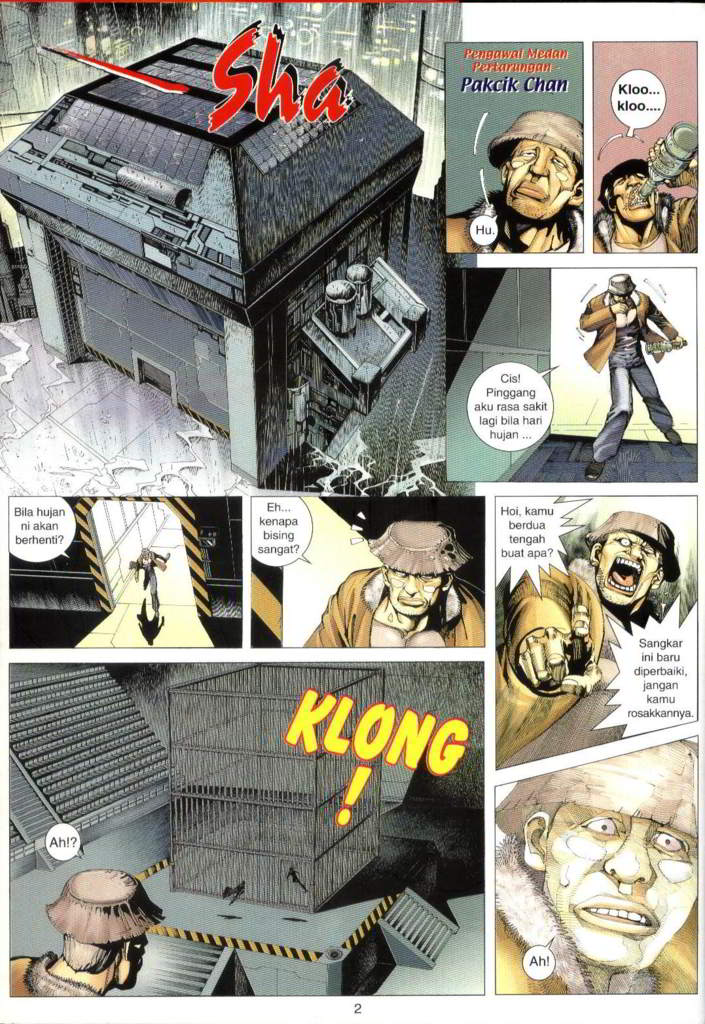 Sha
Pengawal Medan
Pertarungan -
Pakcik Chan
Hu.
Kloo...
kloo....
Cis!
Pinggang
aku rasa sakit
lagi bila hari
hujan ...
Bila hujan
ni akan
berhenti?
Eh...
kenapa
bising
sangat?
Hoi, kamu
berdua
tengah
buat apa?
Sangkar
ini baru
diperbaiki,
jangan
kamu
rosakkannya.
KLONG
!
Ah!?
Ah!
2